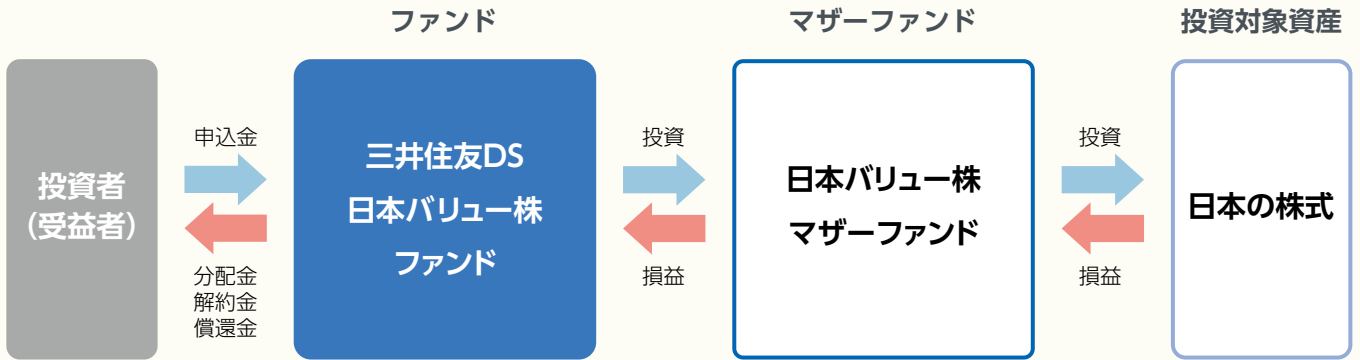 ファンド
マザーファンド
投資対象資産
投資者
(受益者)
申込金
分配金
解約金
償還金
三井住友DS
日本バリュー株
ファンド
投資
損益
日本バリュー株
マザーファンド
投資
損益
日本の株式